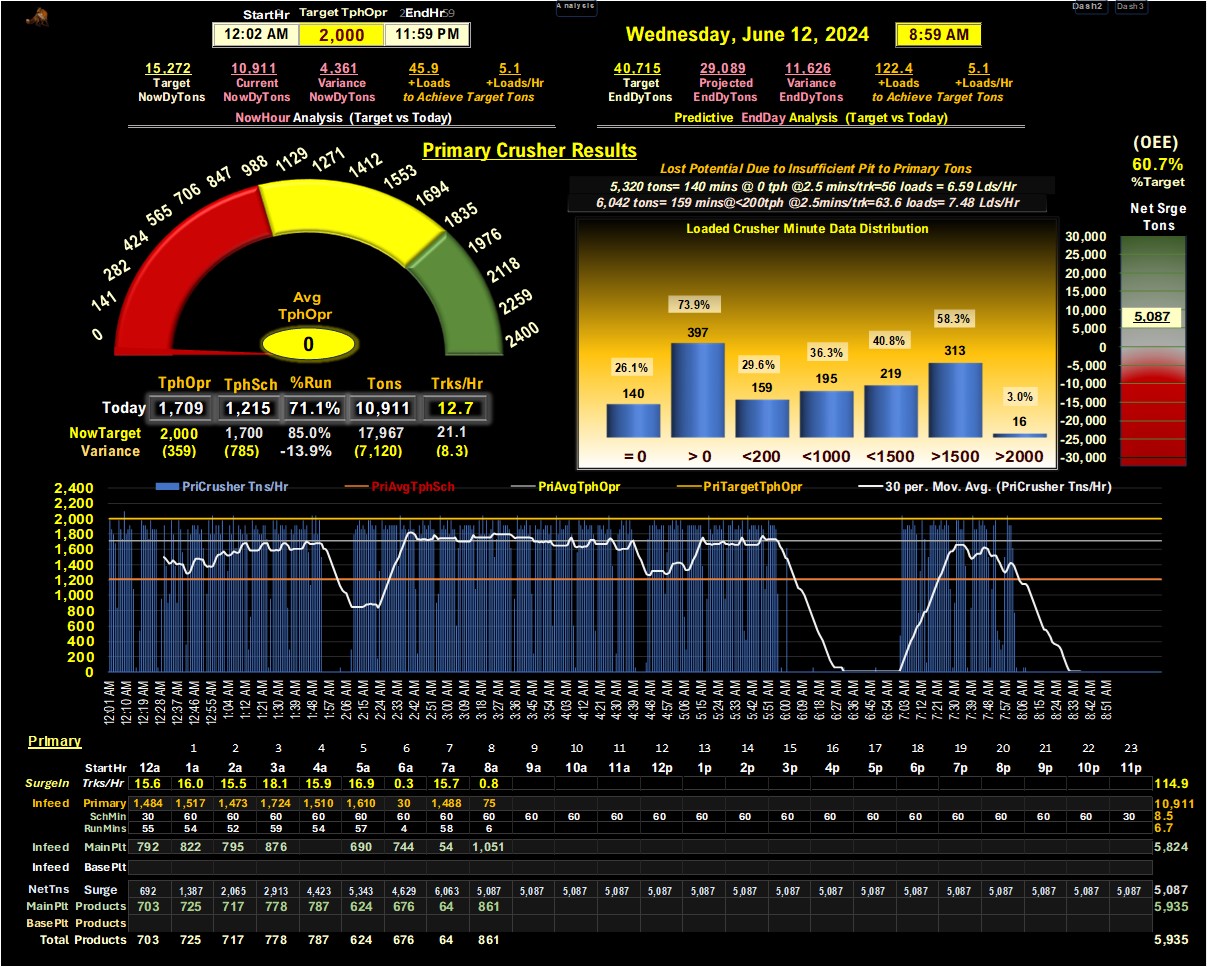 Analysis
Dash2 Dash3
StartHr Target TphOpr EndHr
12:02 AM 2,000 11:59 PM
Wednesday, June 12, 2024 8:59 AM
15,272 10,911 4,361 45.9 5.1
Target Current Variance +Loads +Loads/Hr
NowDyTons NowDyTons NowDyTons to Achieve Target Tons
NowHour Analysis (Target vs Today)
40,715 29,089 11,626 122.4 5.1
Target Projected Variance +Loads +Loads/Hr
EndDyTons EndDyTons EndDyTons to Achieve Target Tons
Predictive EndDay Analysis (Target vs Today)
Primary Crusher Results
0 141 282 424 565 706 847 988 1129 1271 1412 1553 1694 1835 1976 2118 2259 2400
Avg
TphOpr
0
TphOpr TphSch %Run Tons Trks/Hr
Today 1,709 1,215 71.1% 10,911 12.7
NowTarget 2,000 1,700 85.0% 17,967 21.1
Variance (359) (785) -13.9% (7,120) (8.3)
Lost Potential Due to Insufficient Pit to Primary Tons
5,320 tons= 140 mins @ 0 tph @2.5 mins/trk=56 loads = 6.59 Lds/Hr
6,042 tons= 159 mins@<200tph @2.5mins/trk=63.6 loads= 7.48 Lds/Hr
Loaded Crusher Minute Data Distribution
26.1% 73.9% 29.6% 36.3% 40.8% 58.3% 3.0%
140 397 159 195 219 313 16
= 0 > 0 <200 <1000 <1500 >1500 >2000
(OEE)
60.7%
%Target
Net Srge
Tons
30,000
25,000
20,000
15,000
10,000
5,000
0
-5,000
-10,000
-15,000
-20,000
-25,000
-30,000
5,087
PriCrusher Tns/Hr PriAvgTphSch PriAvgTphOpr PriTargetTphOpr 30 per. Mov. Avg. (PriCrusher Tns/Hr)
2,400
2,200
2,000
1,800
1,600
1,400
1,200
1,000
800
600
400
200
0
12:01 AM 12:10 AM 12:19 AM 12:28 AM 12:37 AM 12:46 AM 12:55 AM 1:04 AM 1:12 AM 1:21 AM 1:30 AM 1:39 AM 1:48 AM 1:57 AM 2:06 AM 2:15 AM 2:24 AM 2:33 AM 2:42 AM 2:51 AM 3:00 AM 3:09 AM 3:18 AM 3:27 AM 3:36 AM 3:45 AM 3:54 AM 4:03 AM 4:12 AM 4:21 AM 4:30 AM 4:39 AM 4:48 AM 4:57 AM 5:06 AM 5:15 AM 5:24 AM 5:33 AM 5:42 AM 5:51 AM 6:00 AM 6:09 AM 6:18 AM 6:27 AM 6:36 AM 6:45 AM 6:54 AM 7:03 AM 7:12 AM 7:21 AM 7:30 AM 7:39 AM 7:48 AM 7:57 AM 8:06 AM 8:15 AM 8:24 AM 8:33 AM 8:42 AM 8:51 AM
Primary
1 2 3 4 5 6 7 8 9 10 11 12 13 14 15 16 17 18 19 20 21 22 23
StartHr 12a 1a 2a 3a 4a 5a 6a 7a 8a 9a 10a 11a 12p 1p 2p 3p 4p 5p 6p 7p 8p 9p 10p 11p
SurgeIn Trks/Hr 15.6 16.0 15.5 18.1 15.9 16.9 0.3 15.7 0.8 114.9
Infeed Primary 1,484 1,517 1,473 1,724 1,510 1,610 30 1,488 75 10,911
SchMin 30 60 60 60 60 60 60 60 60 60 60 60 60 60 60 60 60 60 60 60 60 60 60 30 8.5
RunMins 55 54 52 59 54 57 4 58 6 6.7
Infeed MainPlt 792 822 795 876 690 744 54 1,051 5,824
Infeed BasePlt
NetTns Surge 692 1,387 2,065 2,913 4,423 5,343 4,629 6,063 5,087 5,087 5,087 5,087 5,087 5,087 5,087 5,087 5,087 5,087 5,087 5,087 5,087 5,087 5,087 5,087 5,087
MainPlt Products 703 725 717 778 787 624 676 64 861 5,935
BasePlt Products
Total Products 703 725 717 778 787 624 676 64 861 5,935